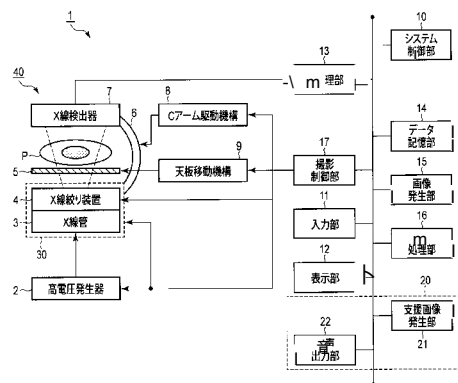 1
40
X線検出器
7
6
8
Cアーム駆動機構
P
5
天板移動機構
9
4
X線絞り装置
3
X線管
30
2
高電圧発生器
13
m 理部
10
システム
制御部
14
データ
記憶部
17
撮影
制御部
15
画像
発生部
11
入力部
16
m
処理部
12
表示部
20
22
音声
出力部
支援画像
発生部
21